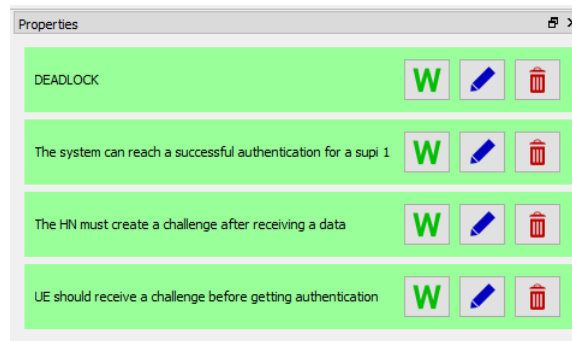 Properties
DEADLOCK
W
The system can reach a successful authentication for a supi 1
W
The HN must create a challenge after receiving a data
W
UE should receive a challenge before getting authentication
W